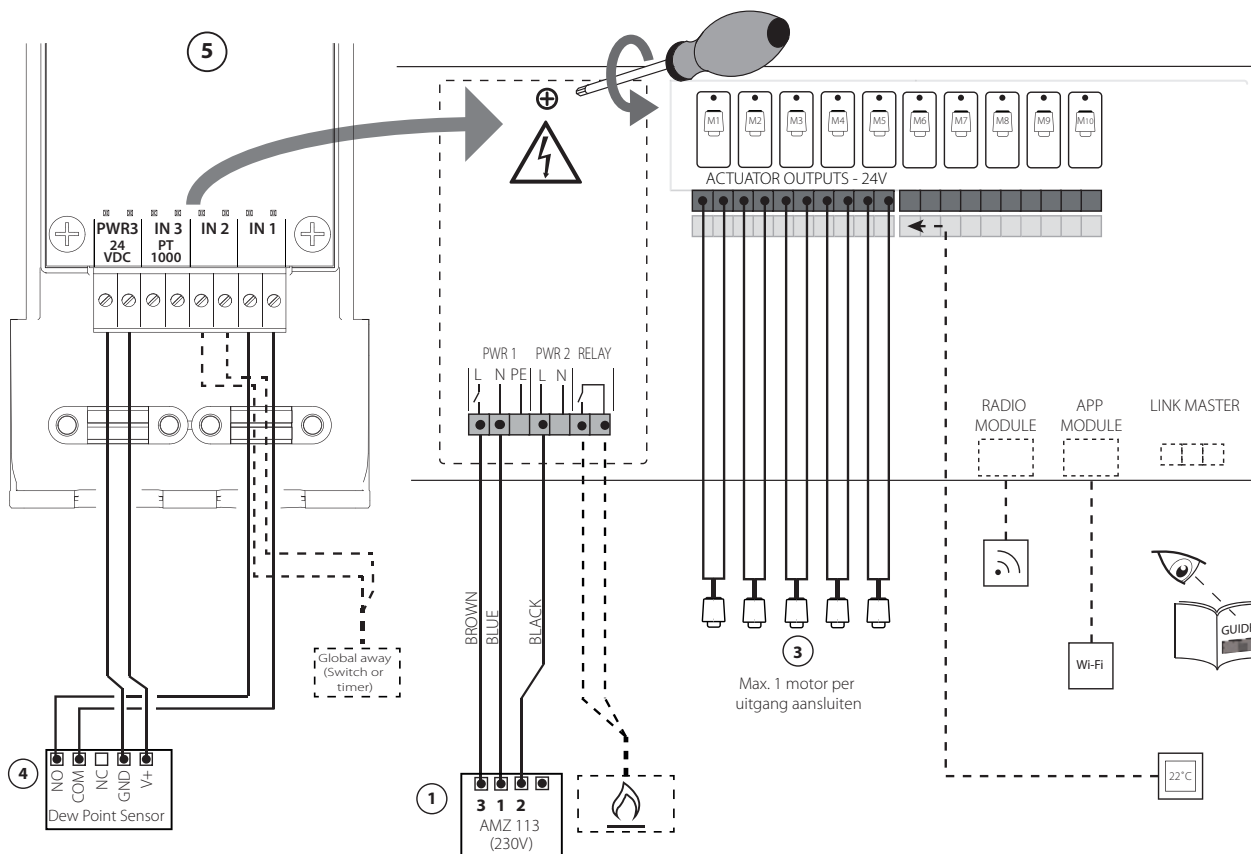 5
PWR3 IN 3 IN 2 IN 1
24 VDC
PT 1000
M1 M2 M3 M4 M5 M6 M7 M8 M9 M10
ACTUATOR OUTPUTS - 24V
PWR 1 PWR 2 RELAY
L N PE L N
RADIO MODULE
APP MODULE
LINK MASTER
BROWN
BLUE
BLACK
Global away
(Switch or
timer)
3
Max. 1 motor per
uitgang aansluiten
GUIDE
Wi-Fi
22°C
4
NO COM NC GND V+
Dew Point Sensor
1
3 1 2
AMZ 113
(230V)